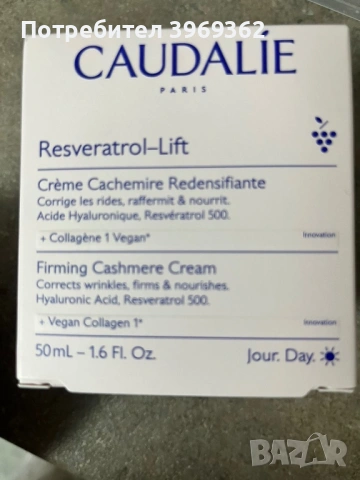 Потребител 3969362
CAUDALÍE
PARIS
Resveratrol–Lift
Crème Cachemire Redensifiante
Corrige les rides, raffermit & nourrit.
Acide Hyaluronique, Resvératrol 500.
+ Collagène 1 Vegan*
Innovation
Firming Cashmere Cream
Corrects wrinkles, firms & nourishes.
Hyaluronic Acid, Resveratrol 500.
+ Vegan Collagen 1*
Innovation
50mL – 1.6 Fl. Oz.
Jour. Day.
BAZAR